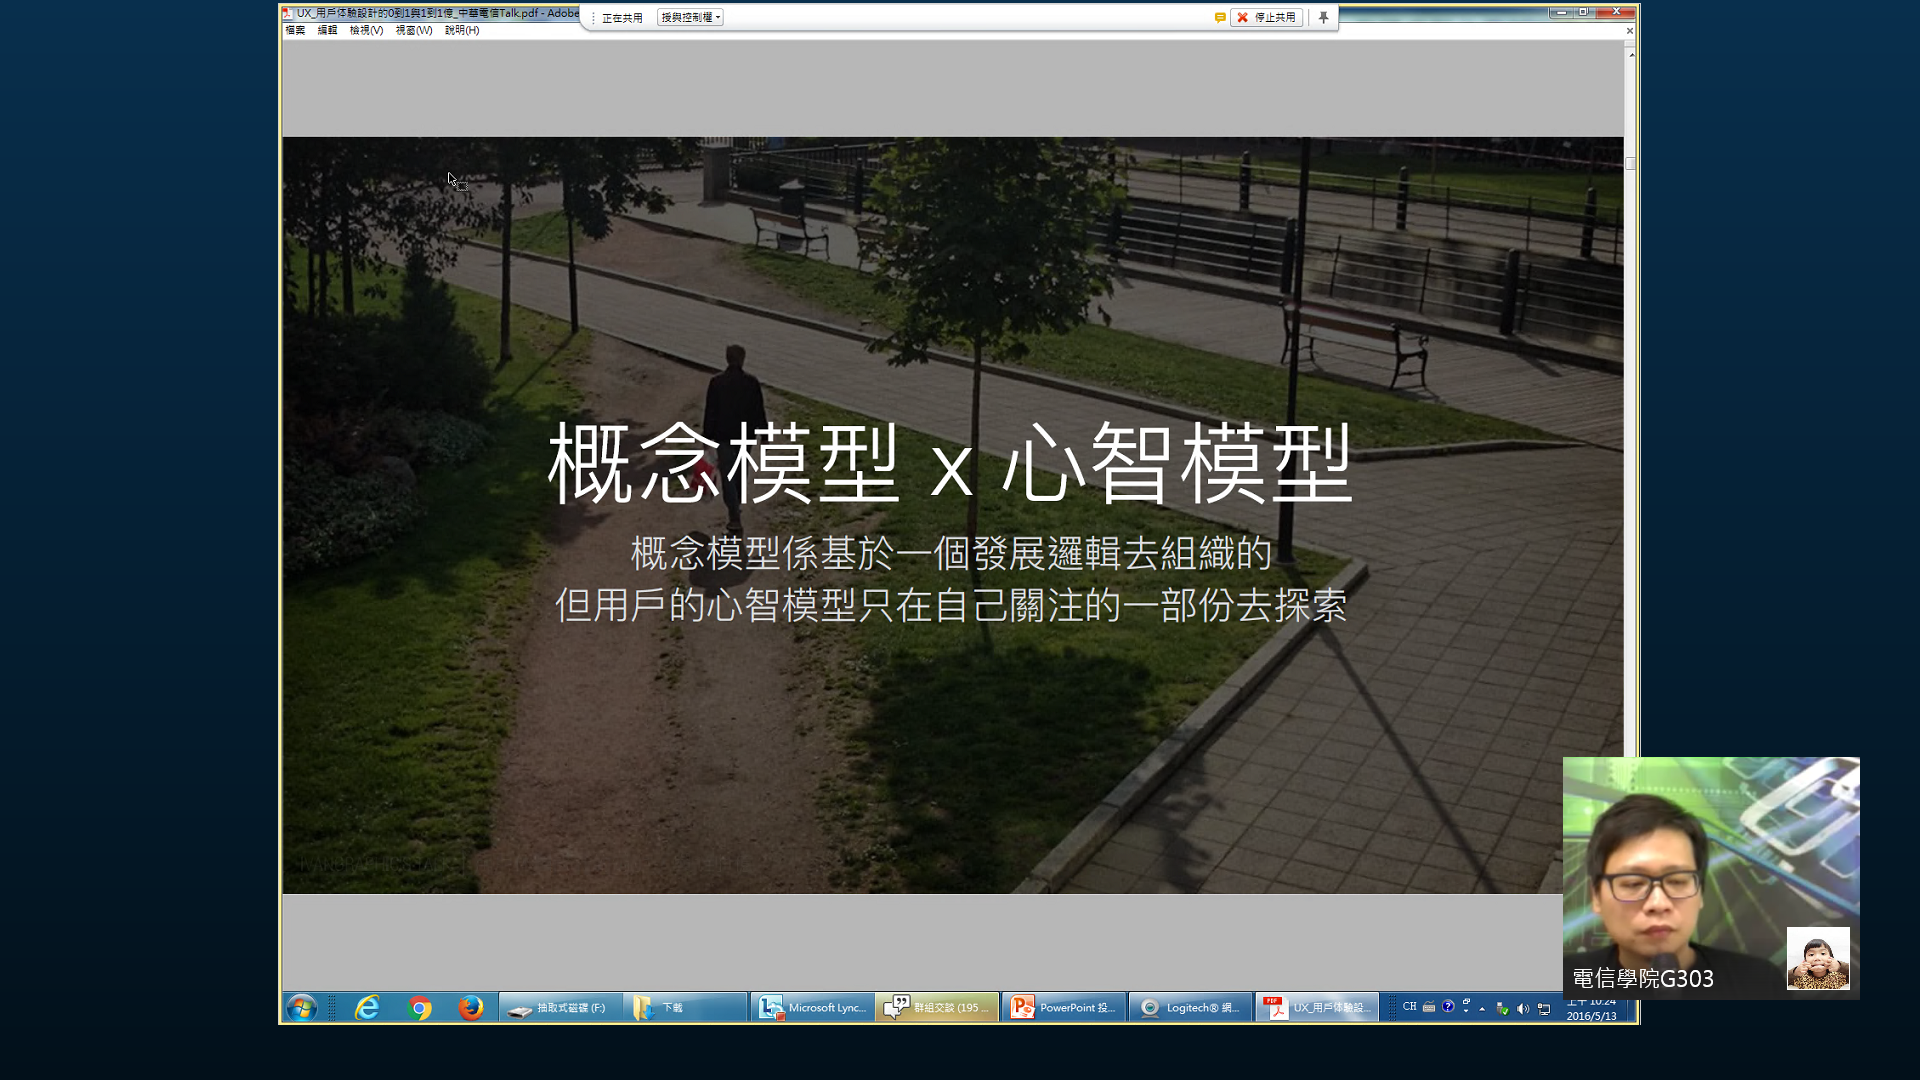 UX_用戶体驗設計的0到1與1到1億_中華電信Talk.pdf - Adobe
正在共用
授與控制權
停止共用
檔案 編輯 檢視(V) 視窗(W) 說明(H)
概念模型 x 心智模型
概念模型係基於一個發展邏輯去組織的
但用戶的心智模型只在自己關注的一部份去探索
電信學院G303
抽取式磁碟 (F:)
下載
Microsoft Lync...
群組交談 (195 ...
PowerPoint 投...
Logitech® 網...
UX_用戶体驗設...
CH
上午 10:24
2016/5/13